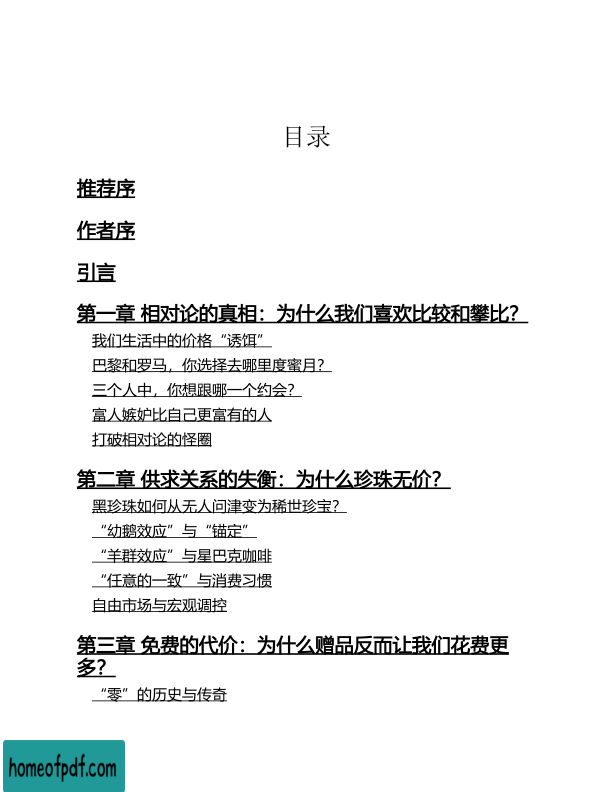 目录
推荐序
作者序
引言
第一章 相对论的真相：为什么我们喜欢比较和攀比？
我们生活中的价格“诱饵”
巴黎和罗马，你选择去哪里度蜜月？
三个人中，你想跟哪一个约会？
富人嫉妒比自己更富有的人
打破相对论的怪圈
第二章 供求关系的失衡：为什么珍珠无价？
黑珍珠如何从无人问津变为稀世珍宝？
“幼鹅效应”与“锚定”
“羊群效应”与星巴克咖啡
“任意的一致”与消费习惯
自由市场与宏观调控
第三章 免费的代价：为什么赠品反而让我们花费更
多？
“零”的历史与传奇
homeofpdf.com